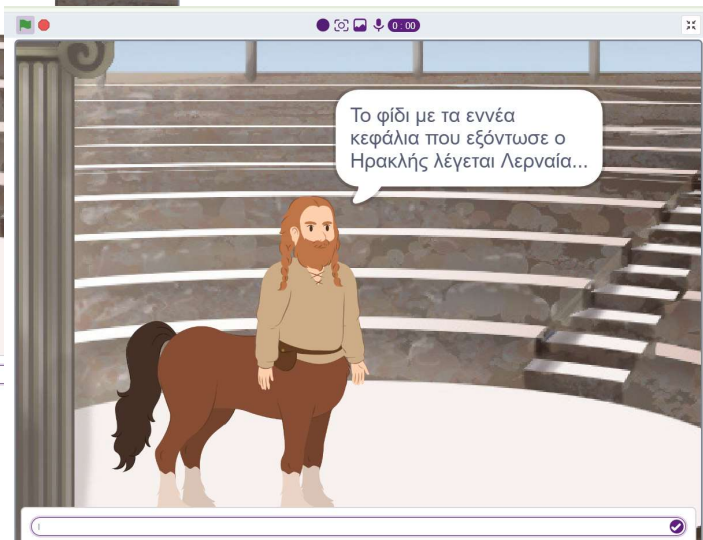 0:00
Το φίδι με τα εννέα
κεφάλια που εξόντωσε ο
Ηρακλής λέγεται Λερναία...